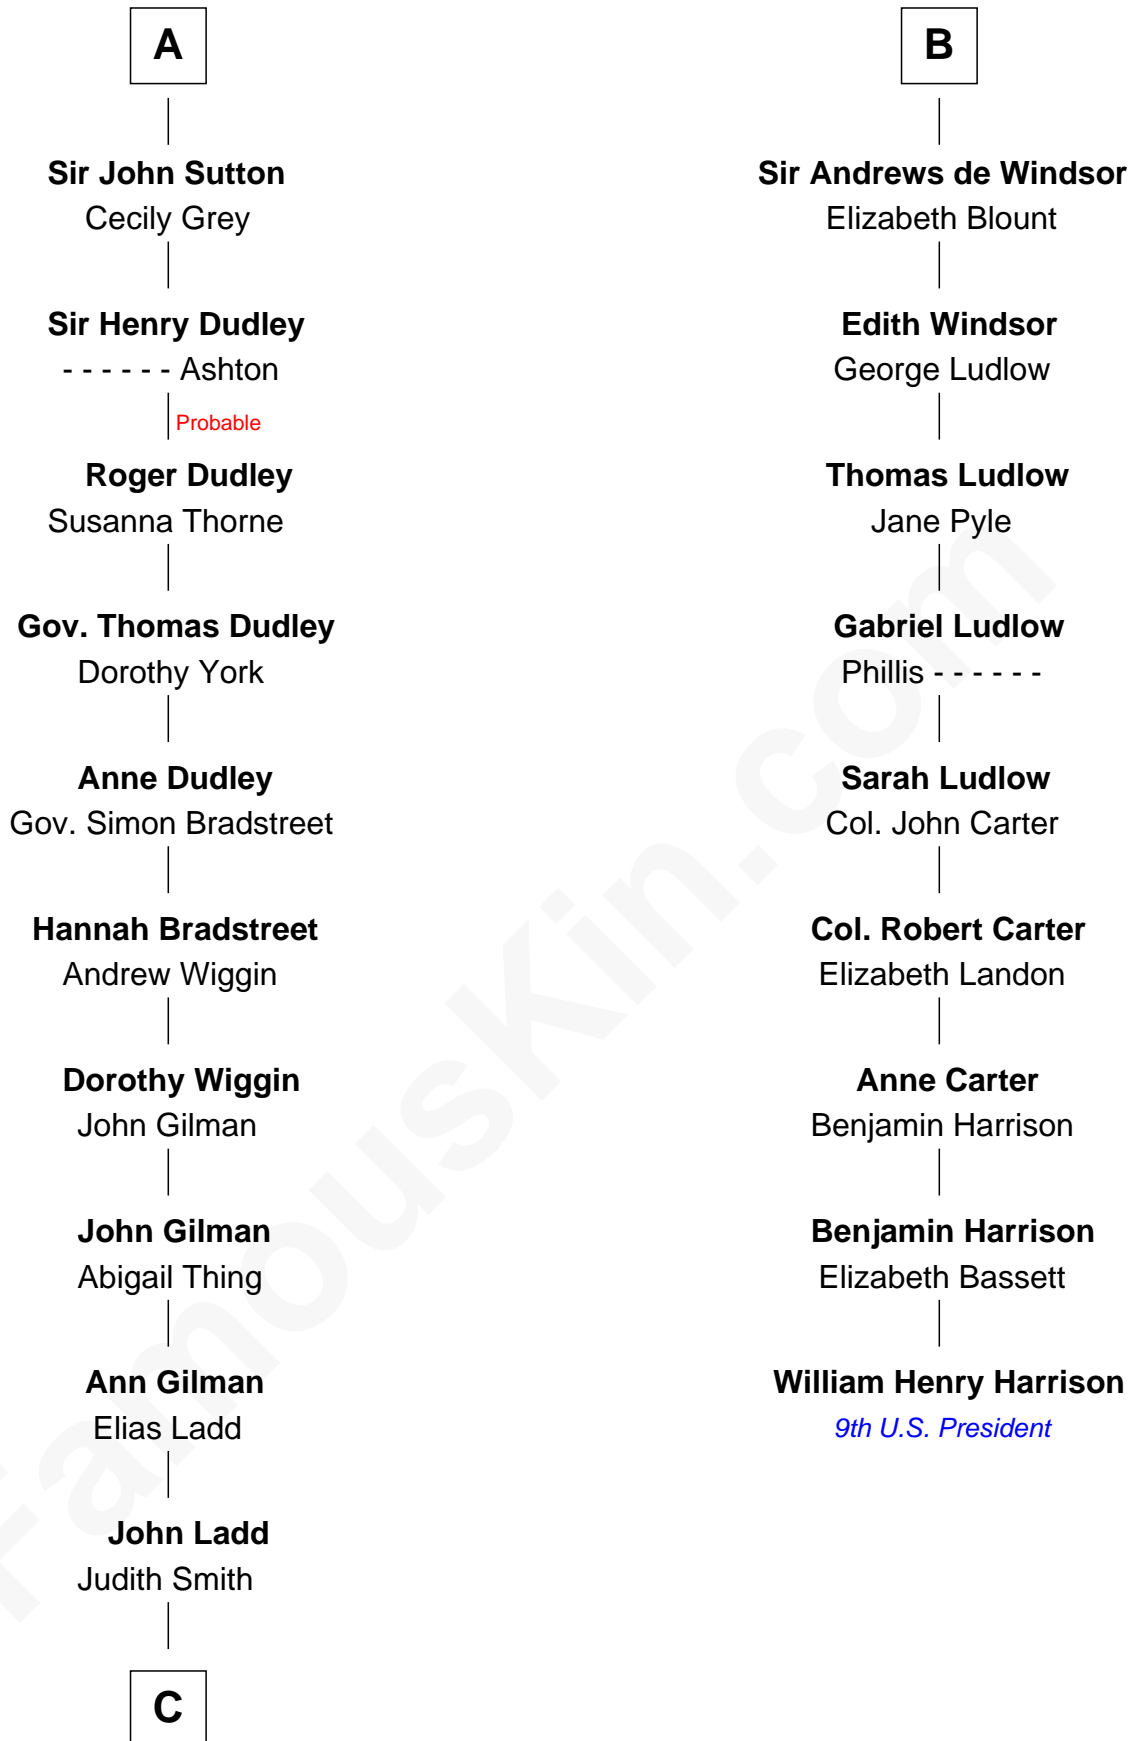 A
Sir John Sutton
Cecily Grey
Sir Henry Dudley
- - - - - - Ashton
Probable
Roger Dudley
Susanna Thorne
Gov. Thomas Dudley
Dorothy York
Anne Dudley
Gov. Simon Bradstreet
Hannah Bradstreet
Andrew Wiggin
Dorothy Wiggin
John Gilman
John Gilman
Abigail Thing
Ann Gilman
Elias Ladd
John Ladd
Judith Smith
C
B
Sir Andrews de Windsor
Elizabeth Blount
Edith Windsor
George Ludlow
Thomas Ludlow
Jane Pyle
Gabriel Ludlow
Phillis - - - - - -
Sarah Ludlow
Col. John Carter
Col. Robert Carter
Elizabeth Landon
Anne Carter
Benjamin Harrison
Benjamin Harrison
Elizabeth Bassett
William Henry Harrison
9th U.S. President
FamousKin.com